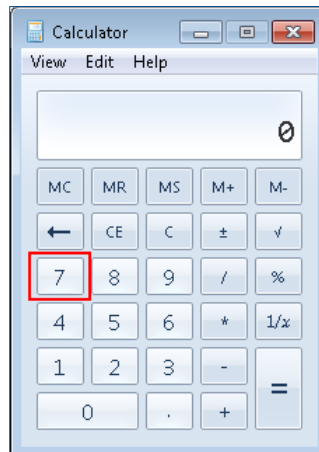 Calculator
View Edit Help
0
MC MR MS M+ M-
← CE C ± √
7 8 9 / %
4 5 6 * 1/x
1 2 3 - =
0 . +